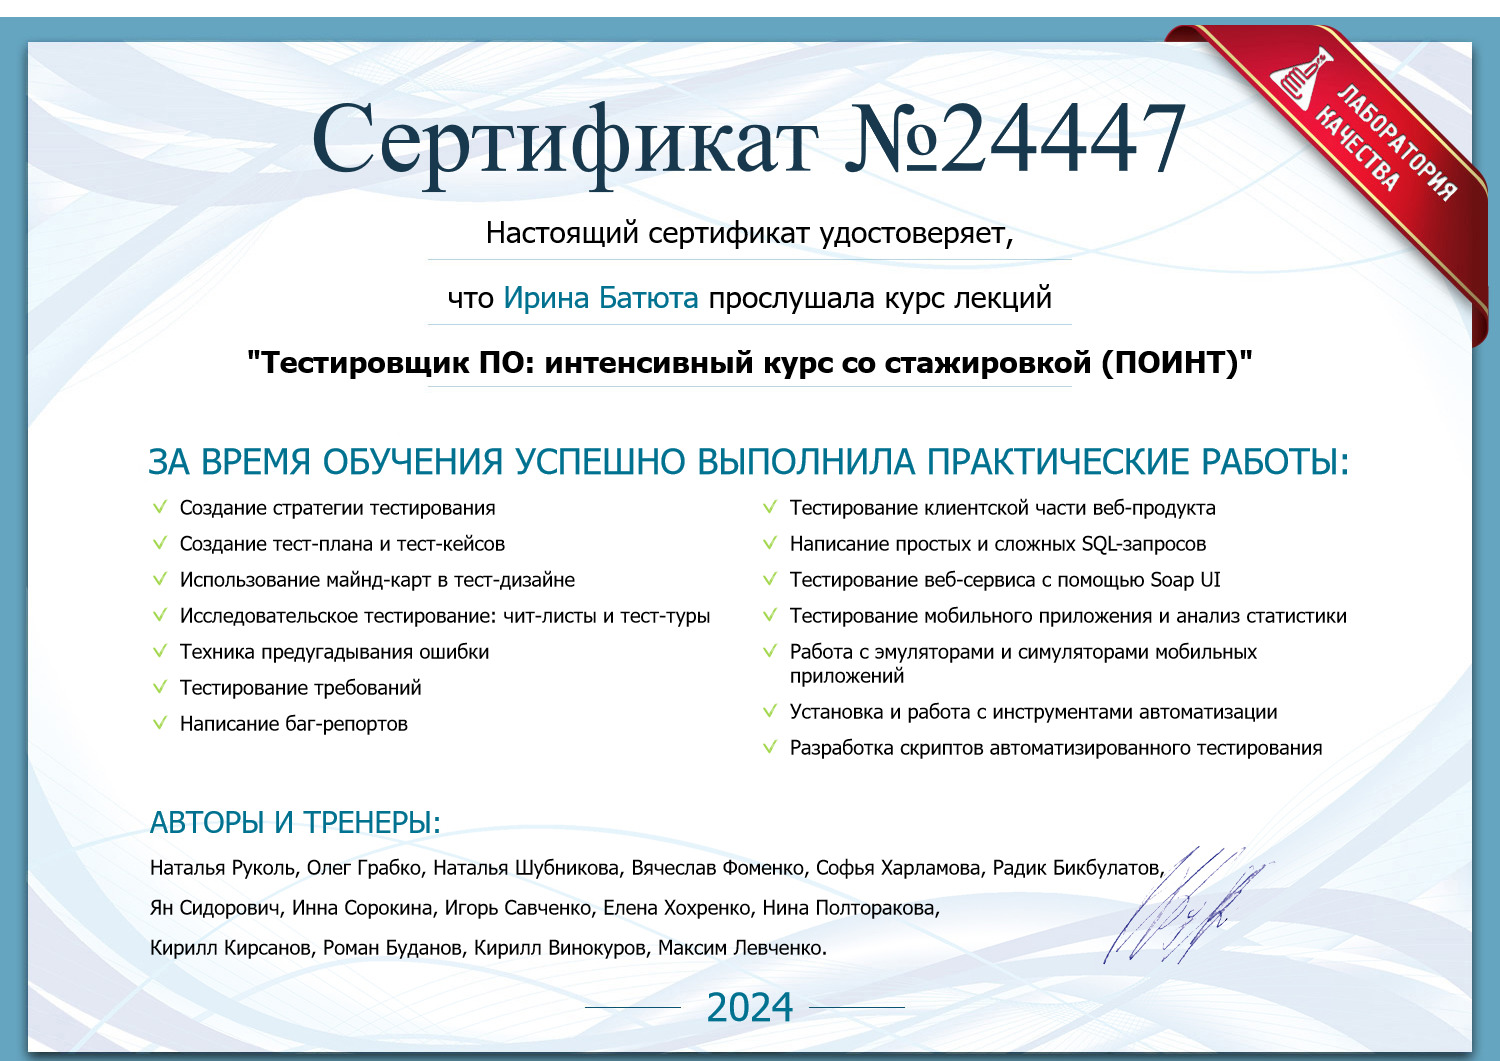 Сертификат №24447
ЛАБОРАТОРИЯ
КАЧЕСТВА
Настоящий сертификат удостоверяет,
что Ирина Батюта прослушала курс лекций
"Тестировщик ПО: интенсивный курс со стажировкой (ПОИНТ)"
ЗА ВРЕМЯ ОБУЧЕНИЯ УСПЕШНО ВЫПОЛНИЛА ПРАКТИЧЕСКИЕ РАБОТЫ:
Создание стратегии тестирования
Создание тест-плана и тест-кейсов
Использование майнд-карт в тест-дизайне
Исследовательское тестирование: чит-листы и тест-туры
Техника предугадывания ошибки
Тестирование требований
Написание баг-репортов
Тестирование клиентской части веб-продукта
Написание простых и сложных SQL-запросов
Тестирование веб-сервиса с помощью Soap UI
Тестирование мобильного приложения и анализ статистики
Работа с эмуляторами и симуляторами мобильных
приложений
Установка и работа с инструментами автоматизации
Разработка скриптов автоматизированного тестирования
АВТОРЫ И ТРЕНЕРЫ:
Наталья Руколь, Олег Грабко, Наталья Шубникова, Вячеслав Фоменко, Софья Харламова, Радик Бикбулатов,
Ян Сидорович, Инна Сорокина, Игорь Савченко, Елена Хохренко, Нина Полторакова,
Кирилл Кирсанов, Роман Буданов, Кирилл Винокуров, Максим Левченко.
2024